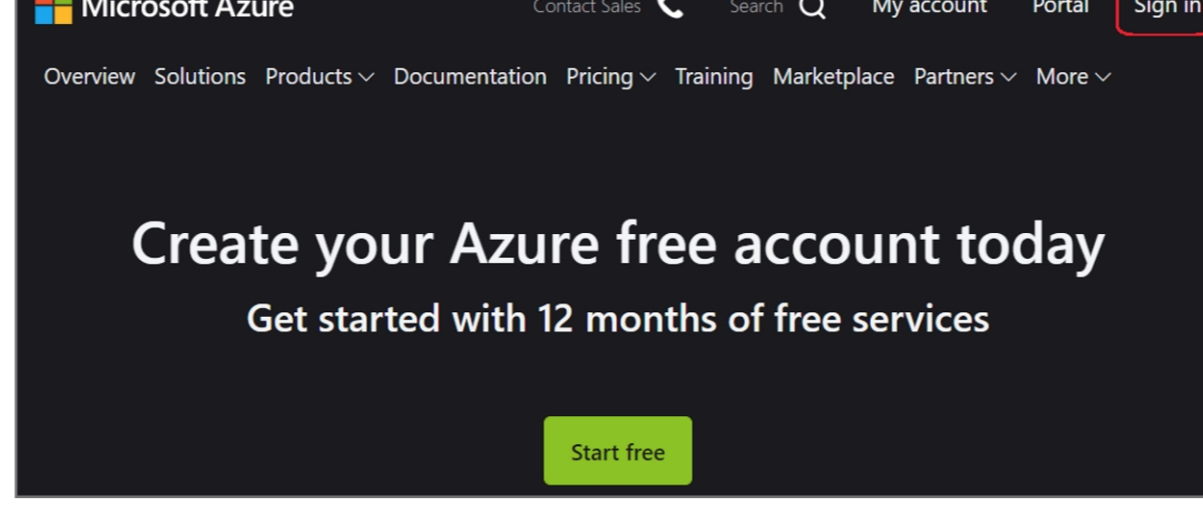 Microsoft Azure Contact Sales Search My account Portal Sign in
Overview Solutions Products Documentation Pricing Training Marketplace Partners More
Create your Azure free account today
Get started with 12 months of free services
Start free